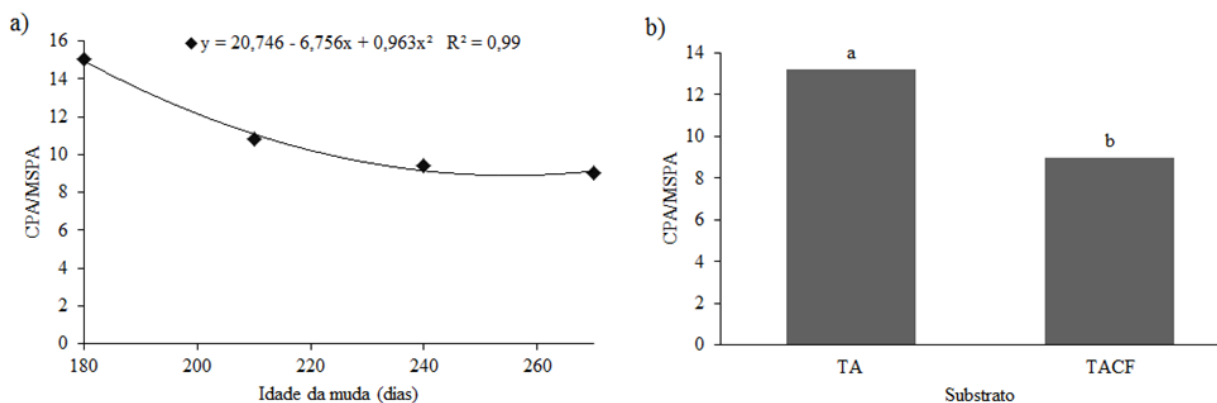 a)
y = 20,746 - 6,756x + 0,963x² R² = 0,99
16
14
12
10
8
6
4
2
0
CPA/MSPA
180
200
220
240
260
Idade da muda (dias)
b)
14
12
10
8
6
4
2
0
CPA/MSPA
a
b
TA
TACF
Substrato